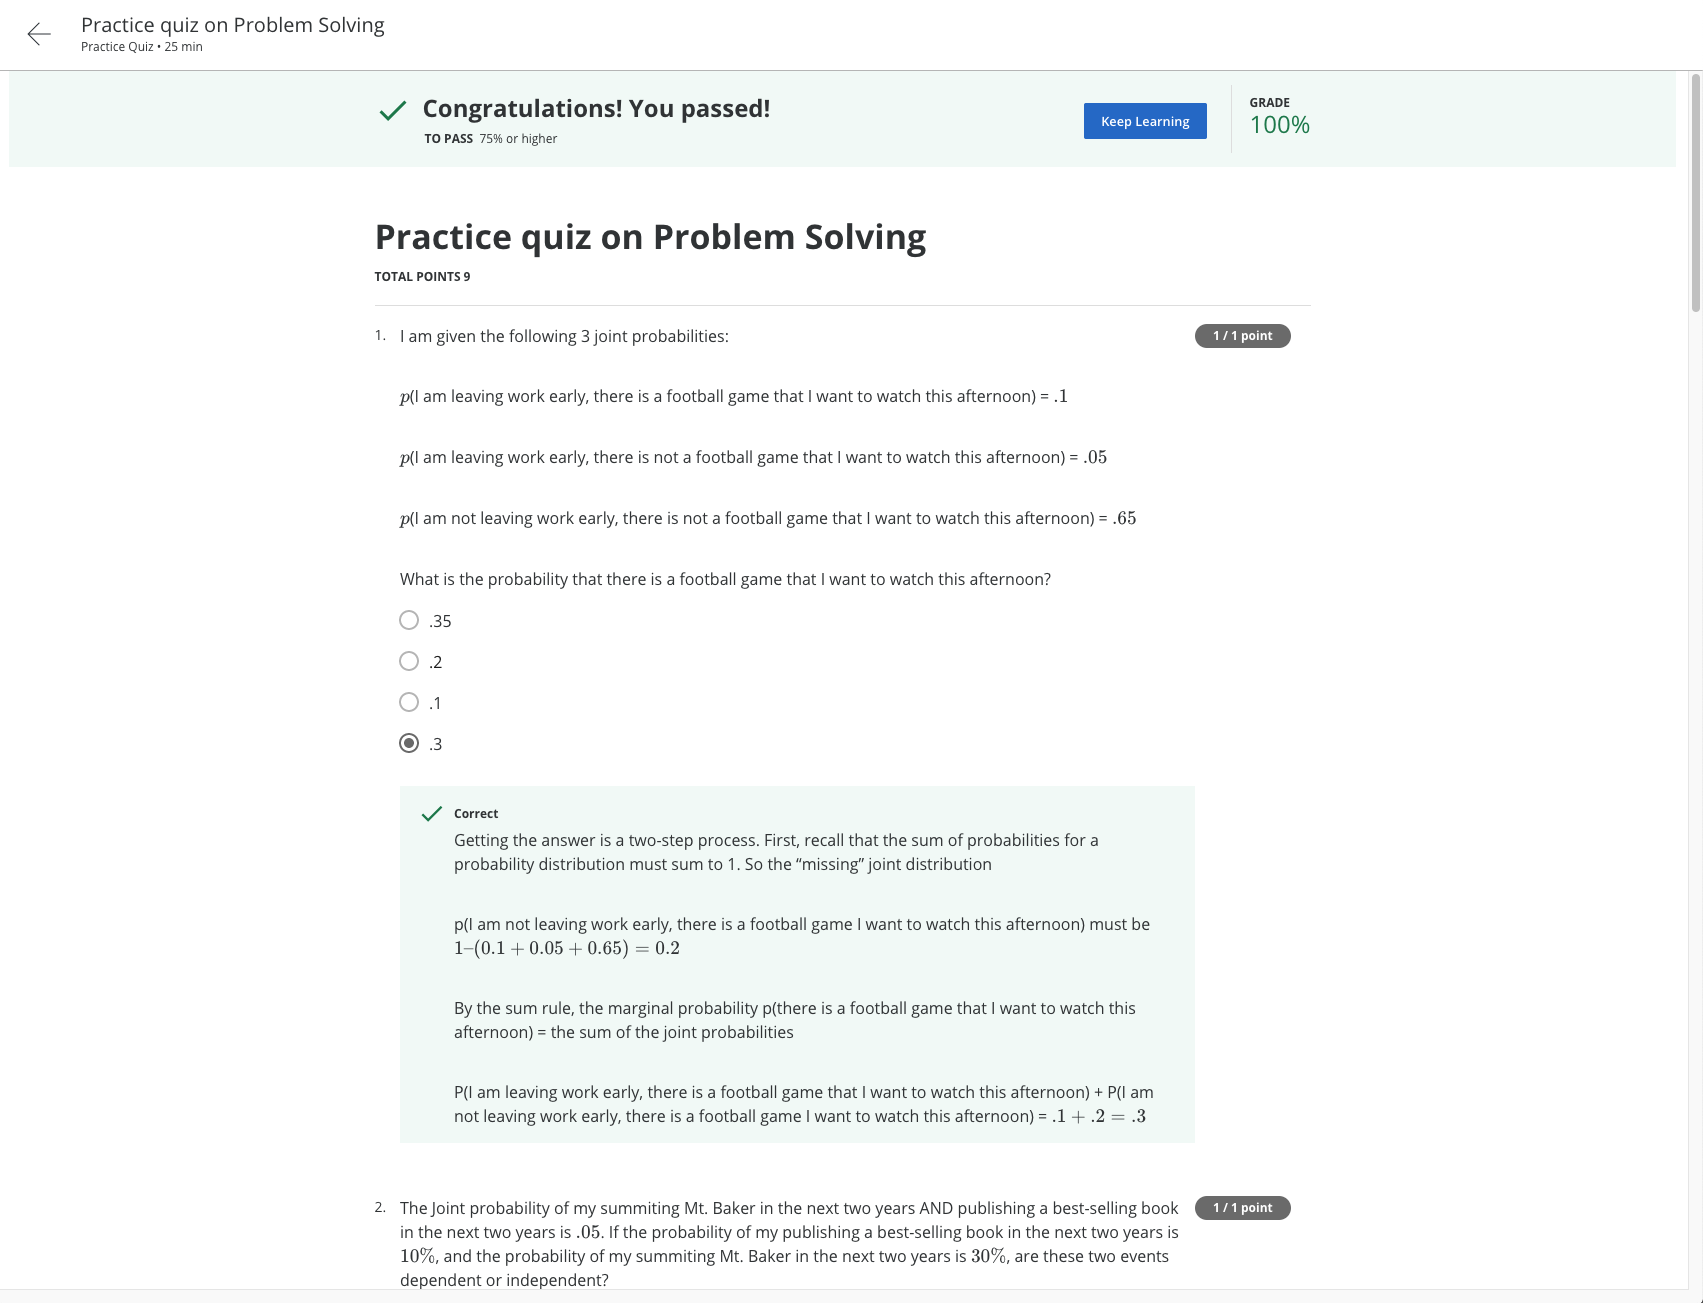 Practice quiz on Problem Solving
Practice Quiz • 25 min
Congratulations! You passed!
TO PASS 75% or higher
Keep Learning
GRADE
100%
Practice quiz on Problem Solving
TOTAL POINTS 9
1. I am given the following 3 joint probabilities:
1 / 1 point
p(I am leaving work early, there is a football game that I want to watch this afternoon) = .1
p(I am leaving work early, there is not a football game that I want to watch this afternoon) = .05
p(I am not leaving work early, there is not a football game that I want to watch this afternoon) = .65
What is the probability that there is a football game that I want to watch this afternoon?
.35
.2
.1
.3
Correct
Getting the answer is a two-step process. First, recall that the sum of probabilities for a
probability distribution must sum to 1. So the “missing” joint distribution
p(I am not leaving work early, there is a football game I want to watch this afternoon) must be
1–(0.1 + 0.05 + 0.65) = 0.2
By the sum rule, the marginal probability p(there is a football game that I want to watch this
afternoon) = the sum of the joint probabilities
P(I am leaving work early, there is a football game that I want to watch this afternoon) + P(I am
not leaving work early, there is a football game I want to watch this afternoon) = .1 + .2 = .3
2. The Joint probability of my summiting Mt. Baker in the next two years AND publishing a best-selling book
1 / 1 point
in the next two years is .05. If the probability of my publishing a best-selling book in the next two years is
10%, and the probability of my summiting Mt. Baker in the next two years is 30%, are these two events
dependent or independent?